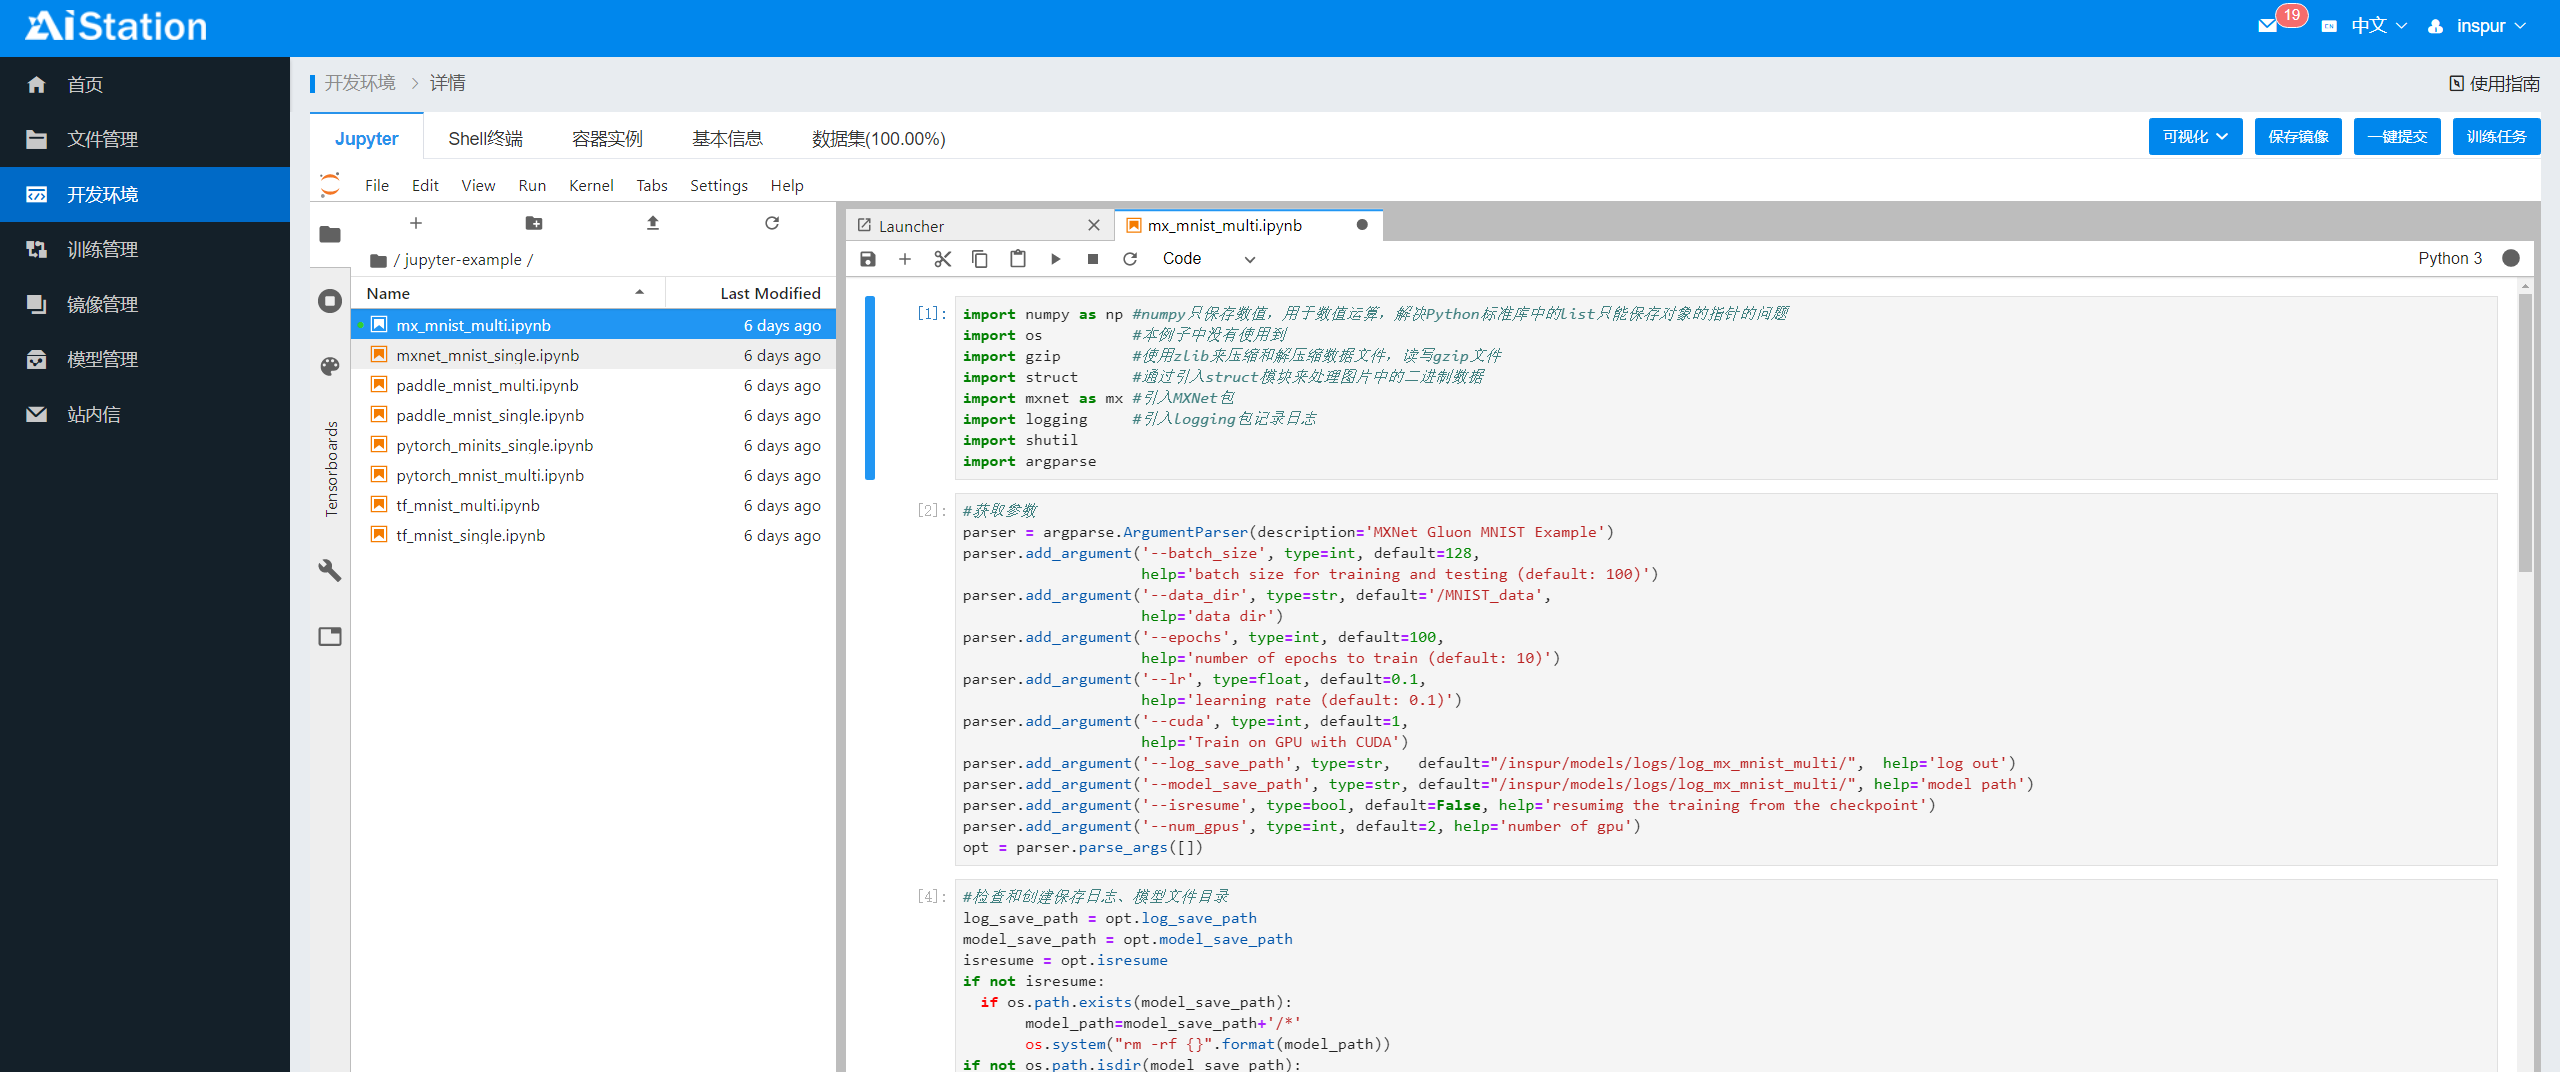 AiStation
19
EN
中文
inspur
首页
文件管理
开发环境
训练管理
镜像管理
模型管理
站内信
开发环境 > 详情
使用指南
Jupyter
Shell终端
容器实例
基本信息
数据集(100.00%)
可视化
保存镜像
一键提交
训练任务
File Edit View Run Kernel Tabs Settings Help
/ jupyter-example /
Name Last Modified
mx_mnist_multi.ipynb 6 days ago
mxnet_mnist_single.ipynb 6 days ago
paddle_mnist_multi.ipynb 6 days ago
paddle_mnist_single.ipynb 6 days ago
pytorch_minits_single.ipynb 6 days ago
pytorch_mnist_multi.ipynb 6 days ago
tf_mnist_multi.ipynb 6 days ago
tf_mnist_single.ipynb 6 days ago
Tensorboards
Launcher
mx_mnist_multi.ipynb
Code
Python 3
[1]:
import numpy as np #numpy只保存数值，用于数值运算，解决Python标准库中的list只能保存对象的指针的问题
import os          #本例子中没有使用到
import gzip        #使用zlib来压缩和解压缩数据文件，读写gzip文件
import struct      #通过引入struct模块来处理图片中的二进制数据
import mxnet as mx #引入MXNet包
import logging     #引入logging包记录日志
import shutil
import argparse
[2]:
#获取参数
parser = argparse.ArgumentParser(description='MXNet Gluon MNIST Example')
parser.add_argument('--batch_size', type=int, default=128,
                    help='batch size for training and testing (default: 100)')
parser.add_argument('--data_dir', type=str, default='/MNIST_data',
                    help='data dir')
parser.add_argument('--epochs', type=int, default=100,
                    help='number of epochs to train (default: 10)')
parser.add_argument('--lr', type=float, default=0.1,
                    help='learning rate (default: 0.1)')
parser.add_argument('--cuda', type=int, default=1,
                    help='Train on GPU with CUDA')
parser.add_argument('--log_save_path', type=str,   default="/inspur/models/logs/log_mx_mnist_multi/",  help='log out')
parser.add_argument('--model_save_path', type=str, default="/inspur/models/logs/log_mx_mnist_multi/", help='model path')
parser.add_argument('--isresume', type=bool, default=False, help='resumimg the training from the checkpoint')
parser.add_argument('--num_gpus', type=int, default=2, help='number of gpu')
opt = parser.parse_args([])
[4]:
#检查和创建保存日志、模型文件目录
log_save_path = opt.log_save_path
model_save_path = opt.model_save_path
isresume = opt.isresume
if not isresume:
  if os.path.exists(model_save_path):
       model_path=model_save_path+'/*'
       os.system("rm -rf {}".format(model_path))
if not os.path.isdir(model_save_path):